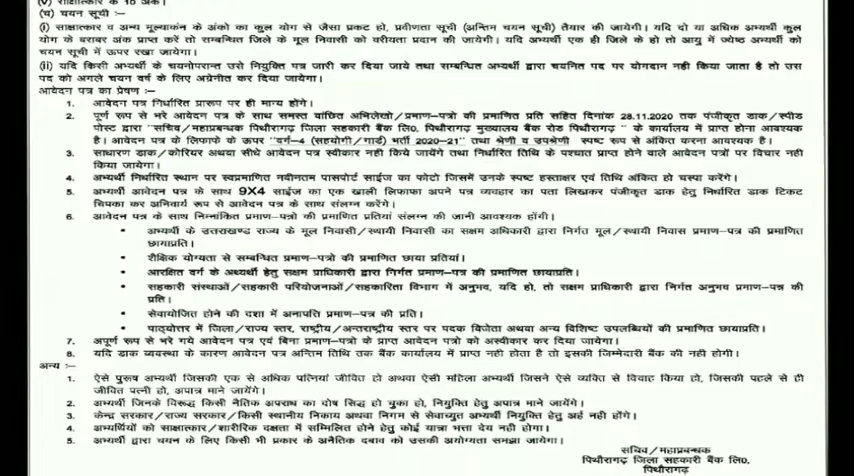 (v) साक्षात्कार के 10 अंक।
(घ) चयन सूची :–
(i) साक्षात्कार व अन्य मूल्यांकन के अंको का कुल योग से जैसा प्रकट हो, प्रवीणता सूची (अन्तिम चयन सूची) तैयार की जायेगी। यदि दो या अधिक अभ्यर्थी कुल
योग के बराबर अंक प्राप्त करें तो सम्बन्धित जिले के मूल निवासी को वरीयता प्रदान की जायेगी। यदि अभ्यर्थी एक ही जिले के हो तो आयु में ज्येष्ठ अभ्यर्थी को
चयन सूची में ऊपर रखा जायेगा।
(ii) यदि किसी अभ्यर्थी के चयनोपरान्त उसे नियुक्ति पत्र जारी कर दिया जाये तथा सम्बन्धित अभ्यर्थी द्वारा चयनित पद पर योगदान नही किया जाता है तो उस
पद को अगले चयन वर्ष के लिए अग्रेनीत कर दिया जायेगा।
आवेदन पत्र का प्रेषण :–
1. आवेदन पत्र निर्धारित प्रारूप पर ही मान्य होंगे।
2. पूर्ण रूप से भरे आवेदन पत्र के साथ समस्त वांछित अभिलेखो/प्रमाण–पत्रो की प्रमाणित प्रति सहित दिनांक 28.11.2020 तक पंजीकृत डाक/स्पीड
पोस्ट द्वारा "सचिव/महाप्रबन्धक पिथौरागढ़ जिला सहकारी बैंक लि0, पिथौरागढ़ मुख्यालय बैंक रोड पिथौरागढ़ " के कार्यालय में प्राप्त होना आवश्यक
है। आवेदन पत्र के लिफाफे के ऊपर "वर्ग–4 (सहयोगी/गार्ड) भर्ती 2020–21" तथा श्रेणी व उपश्रेणी स्पष्ट रूप से अंकित करना आवश्यक है।
3. साधारण डाक/कोरियर अथवा सीधे आवेदन पत्र स्वीकार नही किये जायेंगे तथा निर्धारित तिथि के पश्चात प्राप्त होने वाले आवेदन पत्रों पर विचार नही
किया जायेगा।
4. अभ्यर्थी निर्धारित स्थान पर स्वप्रमाणित नवीनतम पासपोर्ट साईज का फोटो जिसमें उनके स्पष्ट हस्ताक्षर एवं तिथि अंकित हो चस्पा करेंगे।
5. अभ्यर्थी आवेदन पत्र के साथ 9X4 साईज का एक खाली लिफाफा अपने पत्र व्यवहार का पता लिखकर पंजीकृत डाक हेतु निर्धारित डाक टिकट
चिपका कर अनिवार्य रूप से आवेदन पत्र के साथ संलग्न करेंगे।
6. आवेदन पत्र के साथ निम्नांकित प्रमाण–पत्रो की प्रमाणित प्रतियां संलग्न की जानी आवश्यक होंगी।
• अभ्यर्थी के उत्तराखण्ड राज्य के मूल निवासी/स्थायी निवासी का सक्षम अधिकारी द्वारा निर्गत मूल/स्थायी निवास प्रमाण–पत्र की प्रमाणित
छायाप्रति।
• शैक्षिक योग्यता से सम्बन्धित प्रमाण–पत्रो की प्रमाणित छाया प्रतियां।
• आरक्षित वर्ग के अभ्यर्थी हेतु सक्षम प्राधिकारी द्वारा निर्गत प्रमाण–पत्र की प्रमाणित छायाप्रति।
• सहकारी संस्थाओं/सहकारी परियोजनाओं/सहकारिता विभाग में अनुभव, यदि हो, तो सक्षम प्राधिकारी द्वारा निर्गत अनुभव प्रमाण–पत्र की
प्रति।
• सेवायोजित होने की दशा में अनापत्ति प्रमाण–पत्र की प्रति।
• पाठ्येत्तर में जिला/राज्य स्तर, राष्ट्रीय/अन्तराष्ट्रीय स्तर पर पदक विजेता अथवा अन्य विशिष्ट उपलब्धियों की प्रमाणित छायाप्रति।
7. अपूर्ण रूप से भरे गये आवेदन पत्र एवं बिना प्रमाण–पत्रो के प्राप्त आवेदन पत्रो को अस्वीकार कर दिया जायेगा।
8. यदि डाक व्यवस्था के कारण आवेदन पत्र अन्तिम तिथि तक बैंक कार्यालय में प्राप्त नही होता है तो इसकी जिम्मेदारी बैंक की नही होगी।
अन्य :–
1. ऐसे पुरूष अभ्यर्थी जिसकी एक से अधिक पत्नियां जीवित हो अथवा ऐसी महिला अभ्यर्थी जिसने ऐसे व्यक्ति से विवाह किया हो, जिसकी पहले से ही
जीवित पत्नी हो, अपात्र माने जायेंगे।
2. अभ्यर्थी जिनके विरूद्ध किसी नैतिक अपराध का दोष सिद्ध हो चुका हो, नियुक्ति हेतु अपात्र माने जायेंगे।
3. केन्द्र सरकार/राज्य सरकार/किसी स्थानीय निकाय अथवा निगम से सेवाच्युत अभ्यर्थी नियुक्ति हेतु अर्ह नही होंगे।
4. अभ्यर्थियों को साक्षात्कार/शारीरिक दक्षता में सम्मिलित होने हेतु कोई यात्रा भत्ता देय नही होगा।
5. अभ्यर्थी द्वारा चयन के लिए किसी भी प्रकार के अनैतिक दबाव को उसकी अयोग्यता समझा जायेगा।
सचिव/महाप्रबन्धक
पिथौरागढ़ जिला सहकारी बैंक लि0,
पिथौरागढ़